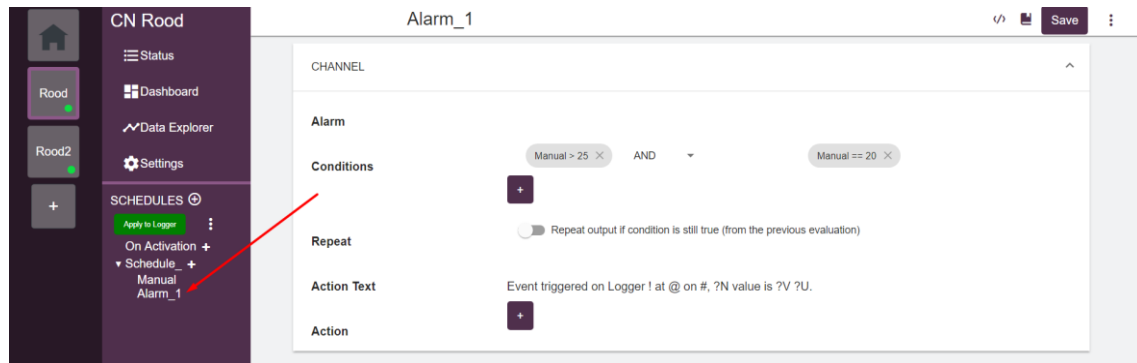 CN Rood
Alarm_1
Save
Status
Dashboard
Data Explorer
Settings
Rood
Rood2
+
SCHEDULES
Apply to Logger
On Activation +
Schedule_ +
Manual
Alarm_1
CHANNEL
Alarm
Conditions
Manual > 25
AND
Manual == 20
+
Repeat
Repeat output if condition is still true (from the previous evaluation)
Action Text
Event triggered on Logger ! at @ on #, ?N value is ?V ?U.
Action
+